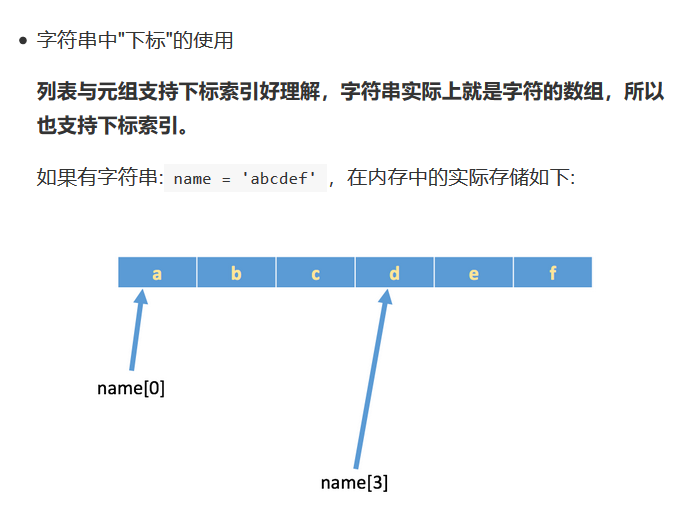 字符串中"下标"的使用
列表与元组支持下标索引好理解，字符串实际上就是字符的数组，所以
也支持下标索引。
如果有字符串: name = 'abcdef' ，在内存中的实际存储如下:
a b c d e f
name[0]
name[3]